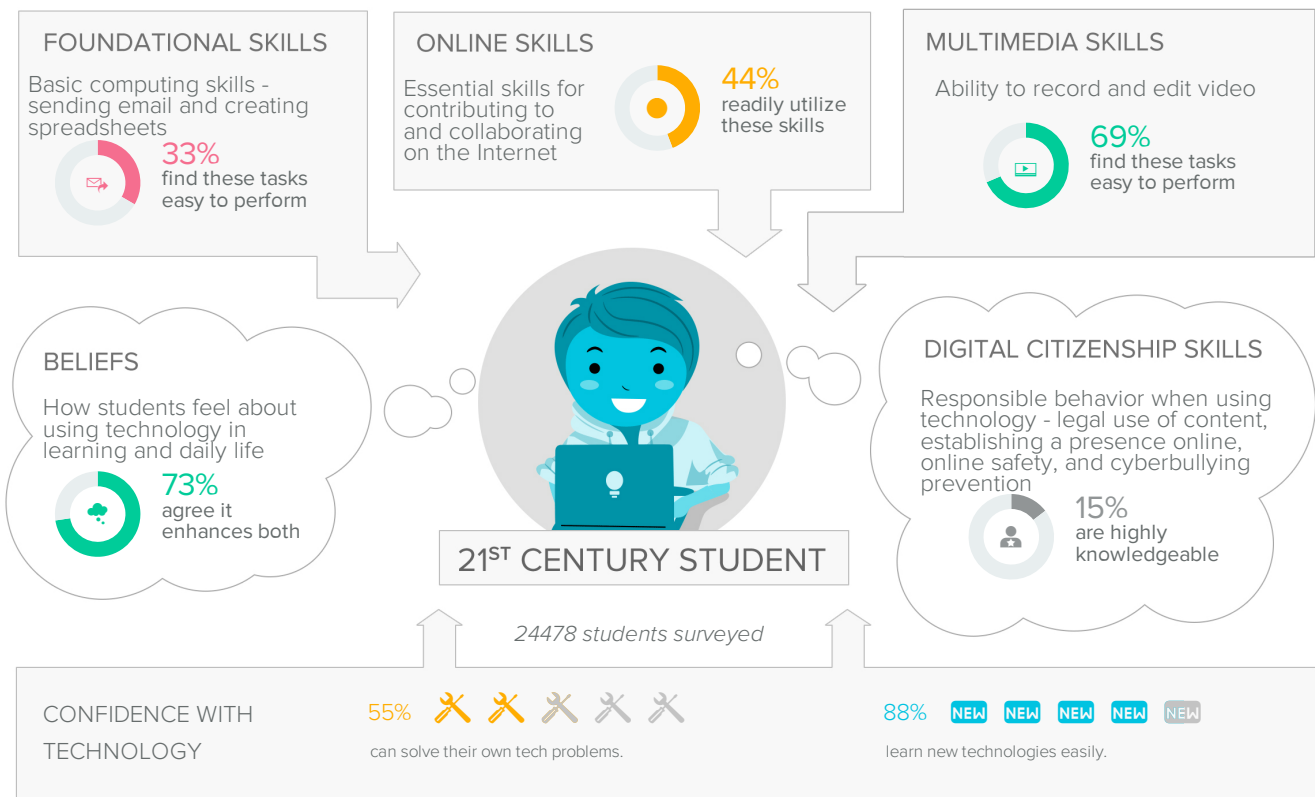 FOUNDATIONAL SKILLS
Basic computing skills -
sending email and creating
spreadsheets
33%
find these tasks
easy to perform
ONLINE SKILLS
Essential skills for
contributing to
and collaborating
on the Internet
44%
readily utilize
these skills
MULTIMEDIA SKILLS
Ability to record and edit video
69%
find these tasks
easy to perform
BELIEFS
How students feel about
using technology in
learning and daily life
73%
agree it
enhances both
DIGITAL CITIZENSHIP SKILLS
Responsible behavior when using
technology - legal use of content,
establishing a presence online,
online safety, and cyberbullying
prevention
15%
are highly
knowledgeable
21ST CENTURY STUDENT
24478 students surveyed
CONFIDENCE WITH
TECHNOLOGY
55%
can solve their own tech problems.
88% NEW NEW NEW NEW NEW
learn new technologies easily.